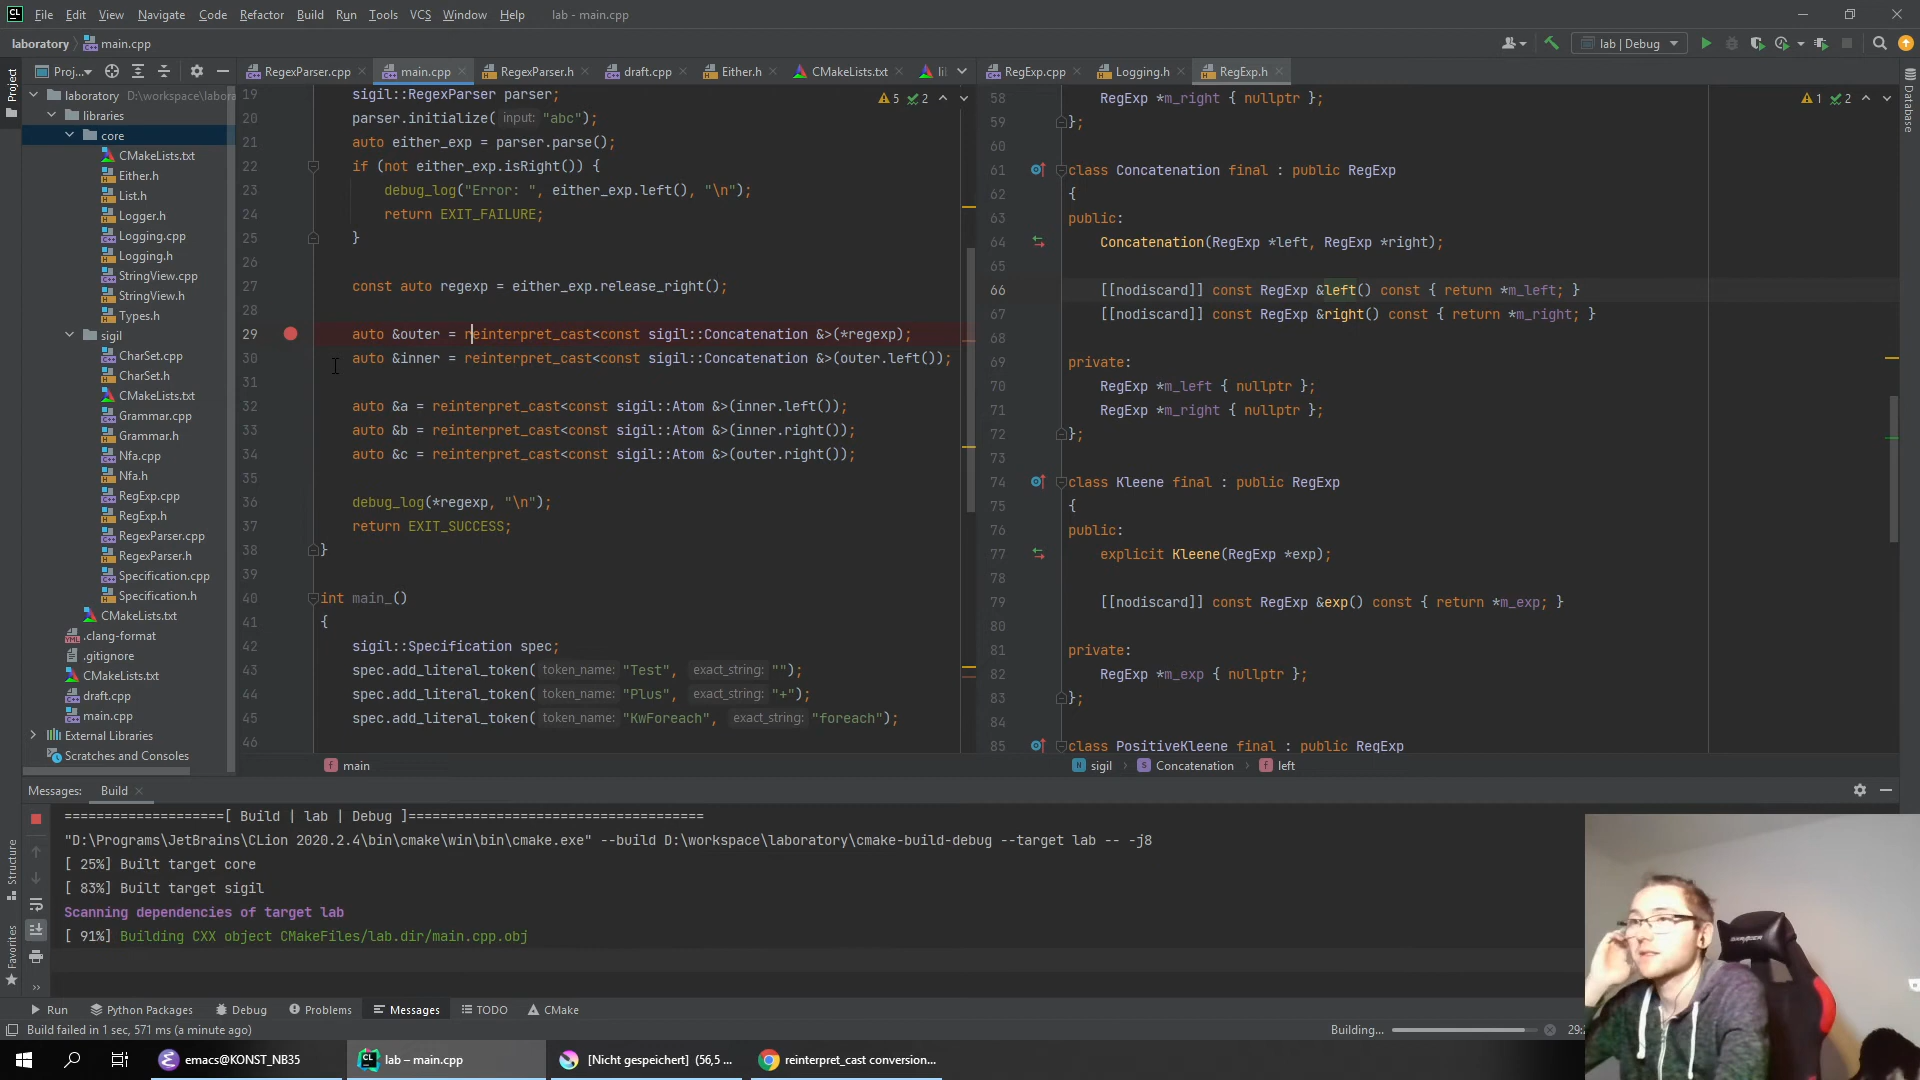 File Edit View Navigate Code Refactor Build Run Tools VCS Window Help lab - main.cpp
laboratory main.cpp lab | Debug
Project
Proj... RegexParser.cpp main.cpp RegexParser.h draft.cpp Either.h CMakeLists.txt li RegExp.cpp Logging.h RegExp.h
Database
laboratory D:\workspace\labora
libraries
core
CMakeLists.txt
Either.h
List.h
Logger.h
Logging.cpp
Logging.h
StringView.cpp
StringView.h
Types.h
sigil
CharSet.cpp
CharSet.h
CMakeLists.txt
Grammar.cpp
Grammar.h
Nfa.cpp
Nfa.h
RegExp.cpp
RegExp.h
RegexParser.cpp
RegexParser.h
Specification.cpp
Specification.h
CMakeLists.txt
.clang-format
.gitignore
CMakeLists.txt
draft.cpp
main.cpp
External Libraries
Scratches and Consoles
5 2
19 sigil::RegexParser parser;
20 parser.initialize( input: "abc");
21 auto either_exp = parser.parse();
22 if (not either_exp.isRight()) {
23 debug_log("Error: ", either_exp.left(), "\n");
24 return EXIT_FAILURE;
25 }
26
27 const auto regexp = either_exp.release_right();
28
29 auto &outer = reinterpret_cast<const sigil::Concatenation &>(*regexp);
30 auto &inner = reinterpret_cast<const sigil::Concatenation &>(outer.left());
31
32 auto &a = reinterpret_cast<const sigil::Atom &>(inner.left());
33 auto &b = reinterpret_cast<const sigil::Atom &>(inner.right());
34 auto &c = reinterpret_cast<const sigil::Atom &>(outer.right());
35
36 debug_log(*regexp, "\n");
37 return EXIT_SUCCESS;
38 }
39
40 int main_()
41 {
42 sigil::Specification spec;
43 spec.add_literal_token( token_name: "Test", exact_string: "");
44 spec.add_literal_token( token_name: "Plus", exact_string: "+");
45 spec.add_literal_token( token_name: "KwForeach", exact_string: "foreach");
46
main
1 2
58 RegExp *m_right { nullptr };
59 };
60
61 class Concatenation final : public RegExp
62 {
63 public:
64 Concatenation(RegExp *left, RegExp *right);
65
66 [[nodiscard]] const RegExp &left() const { return *m_left; }
67 [[nodiscard]] const RegExp &right() const { return *m_right; }
68
69 private:
70 RegExp *m_left { nullptr };
71 RegExp *m_right { nullptr };
72 };
73
74 class Kleene final : public RegExp
75 {
76 public:
77 explicit Kleene(RegExp *exp);
78
79 [[nodiscard]] const RegExp &exp() const { return *m_exp; }
80
81 private:
82 RegExp *m_exp { nullptr };
83 };
84
85 class PositiveKleene final : public RegExp
sigil Concatenation left
Messages: Build
====================[ Build | lab | Debug ]=====================================
"D:\Programs\JetBrains\CLion 2020.2.4\bin\cmake\win\bin\cmake.exe" --build D:\workspace\laboratory\cmake-build-debug --target lab -- -j8
[ 25%] Built target core
[ 83%] Built target sigil
Scanning dependencies of target lab
[ 91%] Building CXX object CMakeFiles/lab.dir/main.cpp.obj
Structure
Favorites
Run Python Packages Debug Problems Messages TODO CMake
Build failed in 1 sec, 571 ms (a minute ago) Building... 29:
emacs@KONST_NB35 lab – main.cpp [Nicht gespeichert] (56,5 ... reinterpret_cast conversion...